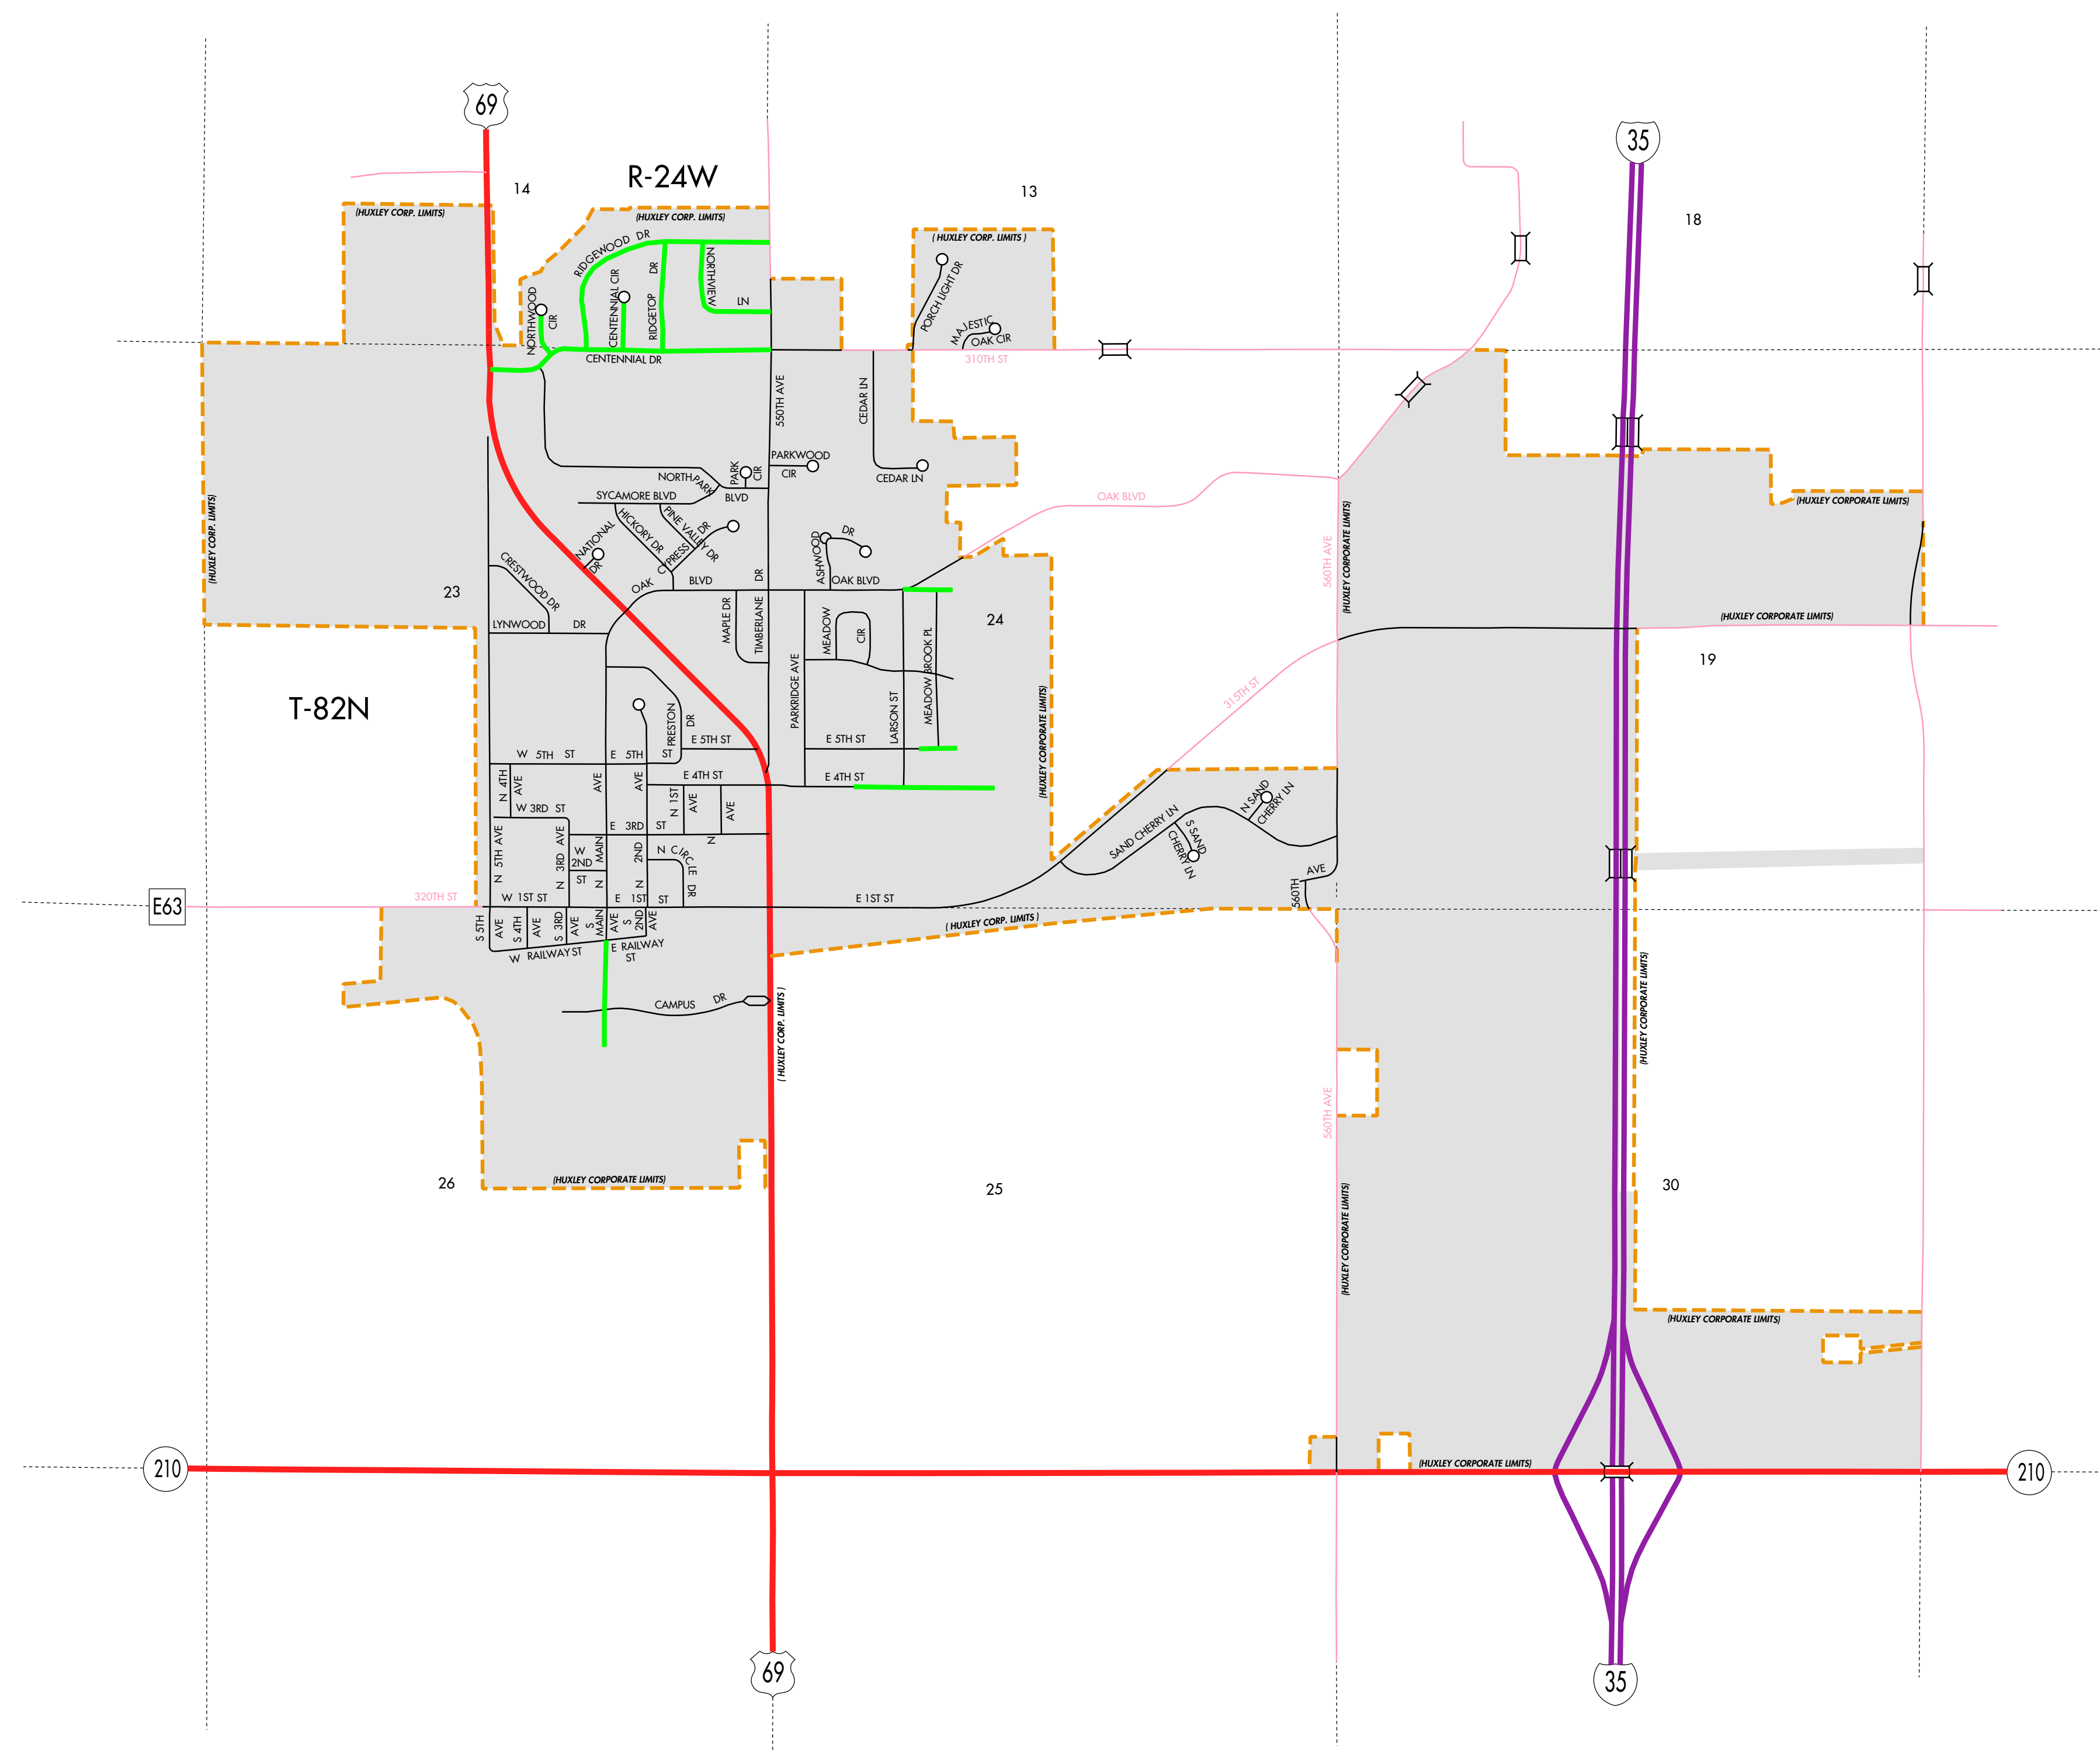 69
35
R-24W
14
13
18
(HUXLEY CORP. LIMITS)
(HUXLEY CORP. LIMITS)
( HUXLEY CORP. LIMITS )
RIDGEWOOD DR
NORTHVIEW
LN
CENTENNIAL CIR
RIDGETOP
DR
NORTHWOOD
CIR
PORCH LIGHT DR
MAJESTIC
OAK CIR
CENTENNIAL DR
310TH ST
550TH AVE
CEDAR LN
CEDAR LN
PARKWOOD
CIR
PARK
CIR
NORTH PARK
BLVD
SYCAMORE BLVD
HICKORY DR
PINE VALLEY DR
CYPRESS DR
NATIONAL
DR
OAK BLVD
(HUXLEY CORPORATE LIMITS)
(HUXLEY CORP. LIMITS)
(HUXLEY CORPORATE LIMITS)
560TH AVE
ASHWOOD
DR
OAK BLVD
OAK
BLVD
DR
CRESTWOOD DR
23
24
LYNWOOD DR
MAPLE DR
TIMBERLANE
MEADOW
CIR
MEADOW BROOK PL
(HUXLEY CORPORATE LIMITS)
19
T-82N
PARKRIDGE AVE
LARSON ST
315TH ST
PRESTON
DR
(HUXLEY CORPORATE LIMITS)
E 5TH ST
E 5TH ST
W 5TH ST
E 5TH ST
E 4TH ST
E 4TH ST
N 4TH
AVE
AVE
AVE
N 1ST
AVE
AVE
N
W 3RD ST
E 3RD ST
N 5TH AVE
N 3RD AVE
W
2ND
ST
N MAIN
N 2ND
N CIRCLE DR
SAND CHERRY LN
N SAND
CHERRY LN
S SAND
CHERRY LN
AVE
560TH
E63
320TH ST
W 1ST ST
E 1ST ST
E 1ST ST
S 5TH
AVE
S 4TH
AVE
S 3RD
AVE
S
MAIN
AVE
S
2ND
AVE
W RAILWAY ST
E RAILWAY
ST
( HUXLEY CORP. LIMITS )
CAMPUS DR
( HUXLEY CORP. LIMITS )
(HUXLEY CORPORATE LIMITS)
560TH AVE
26
(HUXLEY CORPORATE LIMITS)
25
30
(HUXLEY CORPORATE LIMITS)
(HUXLEY CORPORATE LIMITS)
210
(HUXLEY CORPORATE LIMITS)
210
69
35